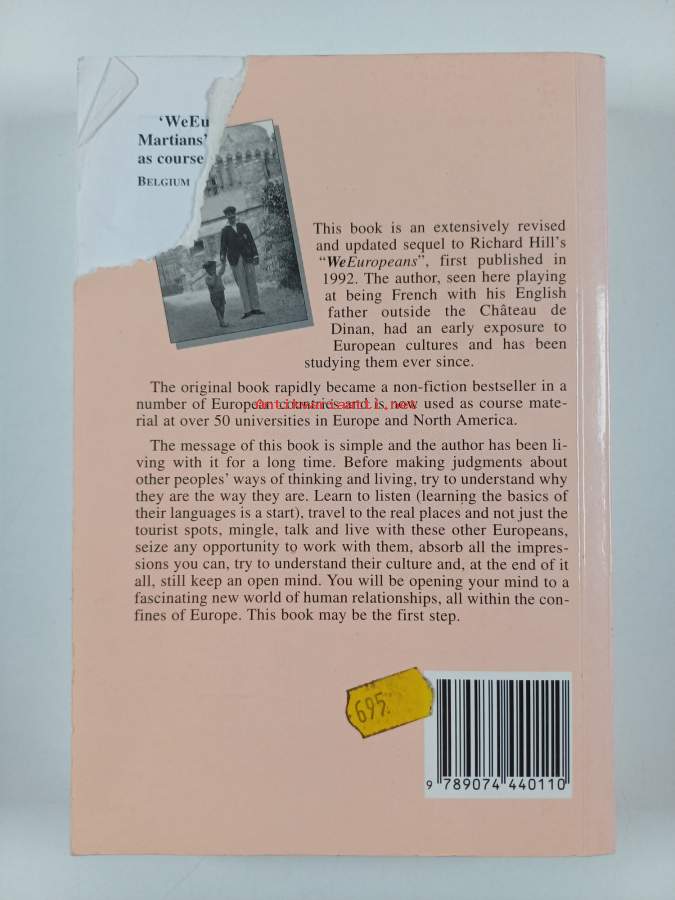 ‘WeEu
Martians’
as course
BELGIUM
This book is an extensively revised
and updated sequel to Richard Hill's
“WeEuropeans”, first published in
1992. The author, seen here playing
at being French with his English
father outside the Château de
Dinan, had an early exposure to
European cultures and has been
studying them ever since.
The original book rapidly became a non-fiction bestseller in a
number of European countries and is now used as course mate-
rial at over 50 universities in Europe and North America.
The message of this book is simple and the author has been li-
ving with it for a long time. Before making judgments about
other peoples' ways of thinking and living, try to understand why
they are the way they are. Learn to listen (learning the basics of
their languages is a start), travel to the real places and not just the
tourist spots, mingle, talk and live with these other Europeans,
seize any opportunity to work with them, absorb all the impres-
sions you can, try to understand their culture and, at the end of it
all, still keep an open mind. You will be opening your mind to a
fascinating new world of human relationships, all within the con-
fines of Europe. This book may be the first step.
695.
9 789074 440110